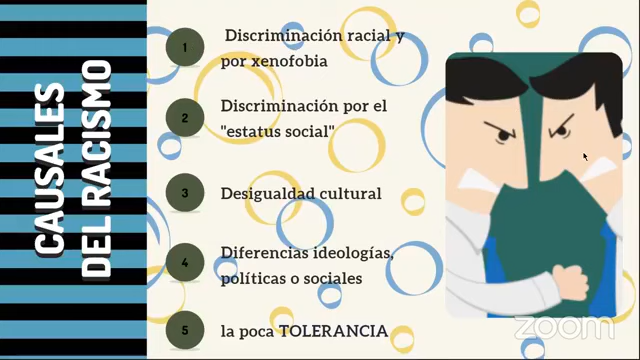 CAUSALES
DEL RACISMO
1
Discriminación racial y
por xenofobia
2
Discriminación por el
"estatus social"
3
Desigualdad cultural
4
Diferencias ideologías,
políticas o sociales
5
la poca TOLERANCIA
zoom